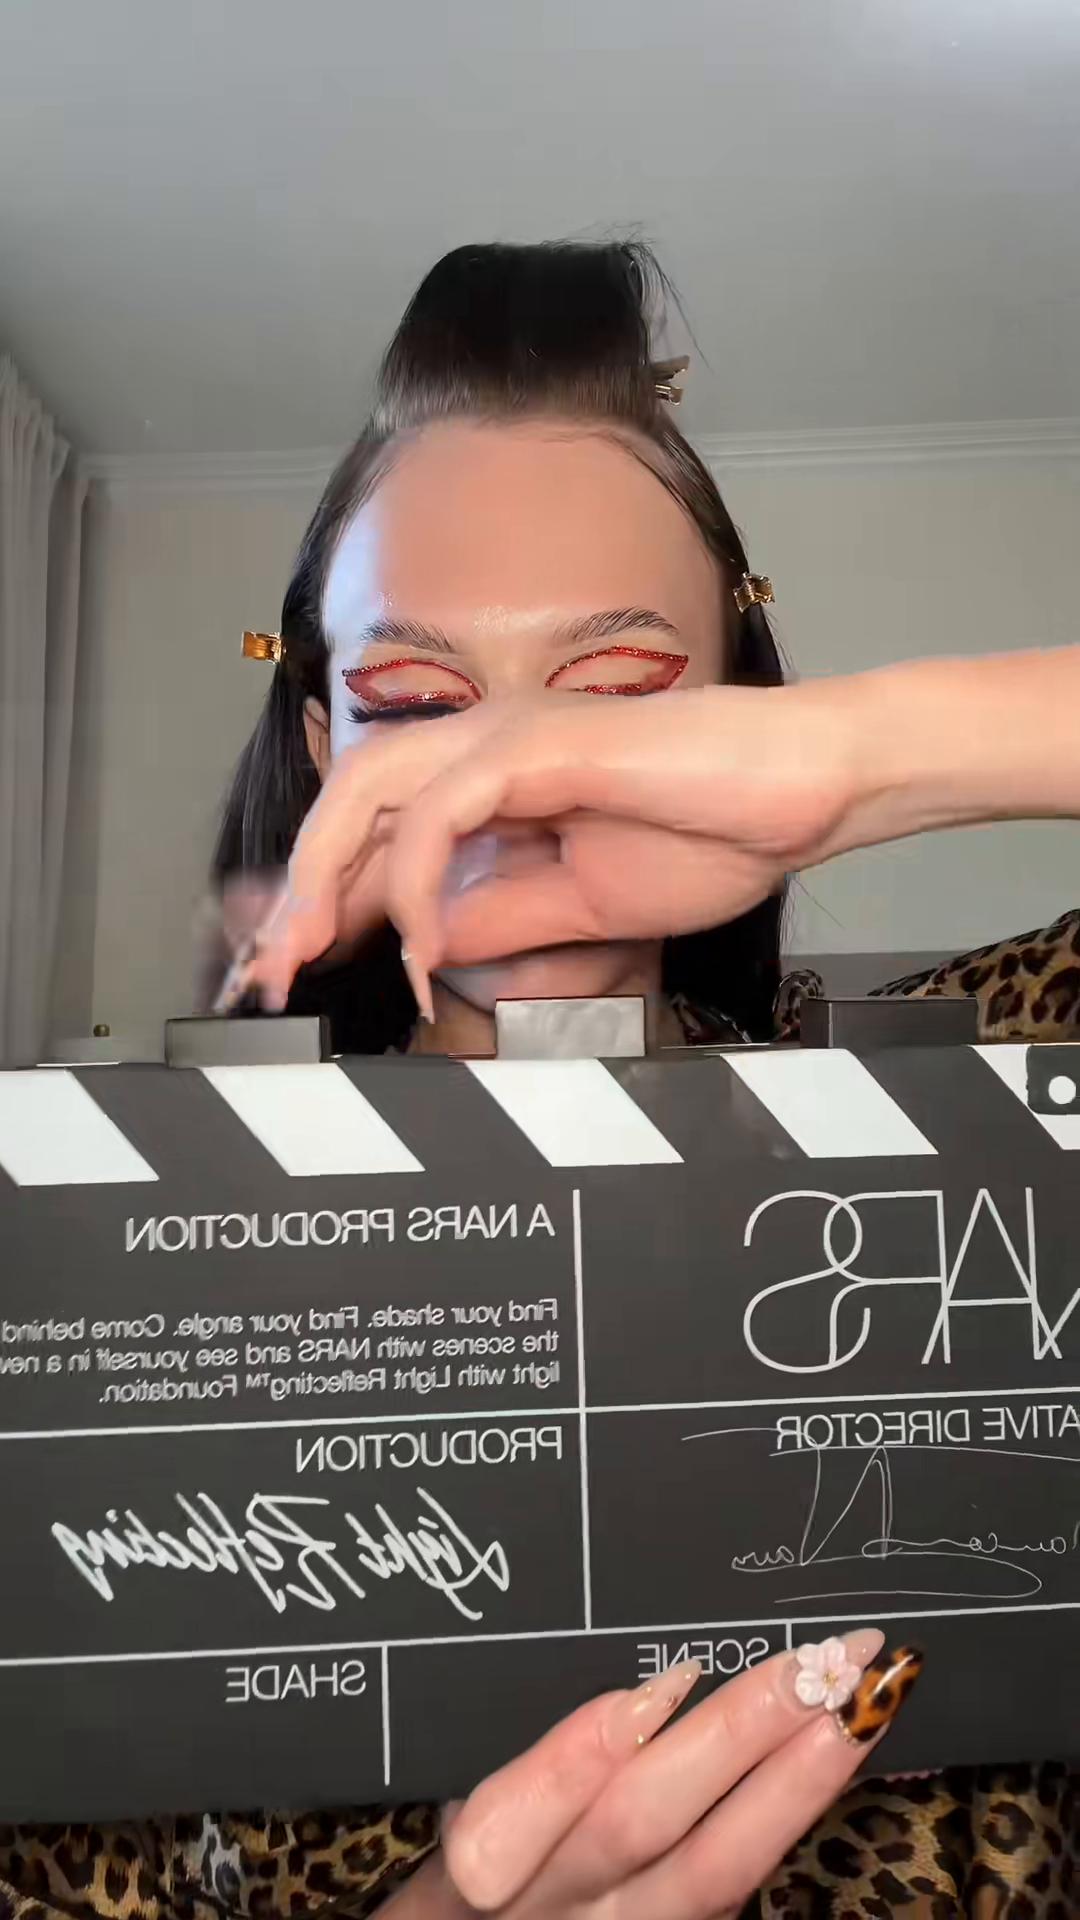 NARS
A NARS PRODUCTION
Find your shade. Find your angle. Come behind
the scenes with NARS and see yourself in a new
light with Light Reflecting™ Foundation.
ATIVE DIRECTOR
PRODUCTION
Light Reflecting
SCENE
SHADE